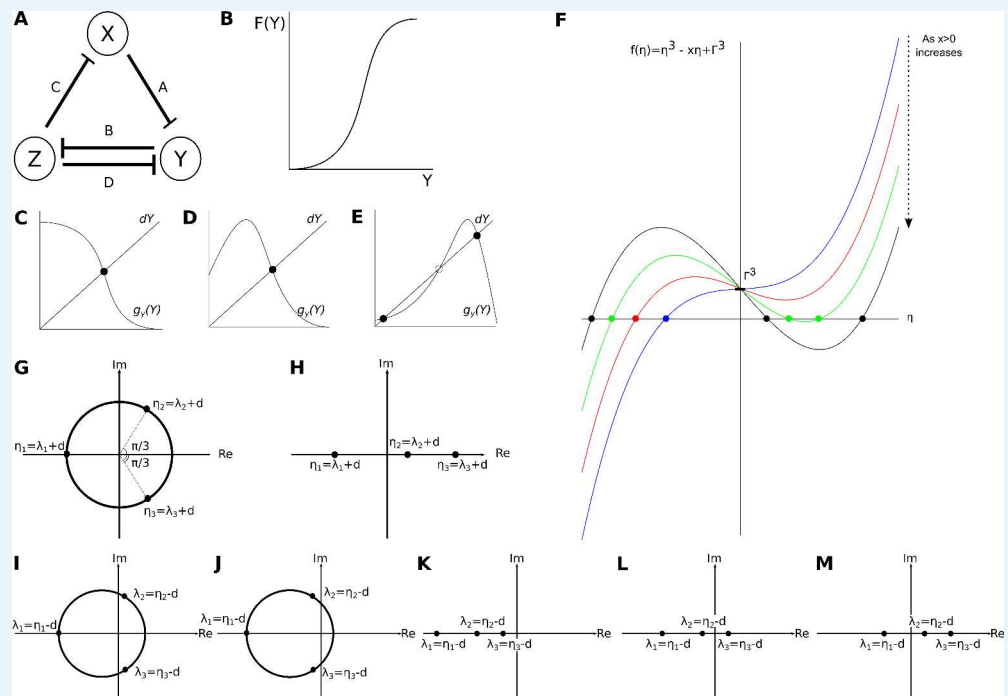 A
X
C
A
B
Z
Y
D
B
F(Y)
Y
C
dY
gᵧ(Y)
D
dY
gᵧ(Y)
E
dY
gᵧ(Y)
F
f(η)=η³ - xη+Γ³
As x>0
increases
Γ³
η
G
Im
η₂=λ₂+d
η₁=λ₁+d
π/3
π/3
Re
η₃=λ₃+d
H
Im
η₂=λ₂+d
Re
η₁=λ₁+d
η₃=λ₃+d
I
Im
λ₂=η₂-d
λ₁=η₁-d
Re
λ₃=η₃-d
J
Im
λ₂=η₂-d
λ₁=η₁-d
Re
λ₃=η₃-d
K
Im
λ₂=η₂-d
Re
λ₁=η₁-d
λ₃=η₃-d
L
Im
λ₂=η₂-d
Re
λ₁=η₁-d
λ₃=η₃-d
M
Im
λ₂=η₂-d
Re
λ₁=η₁-d
λ₃=η₃-d